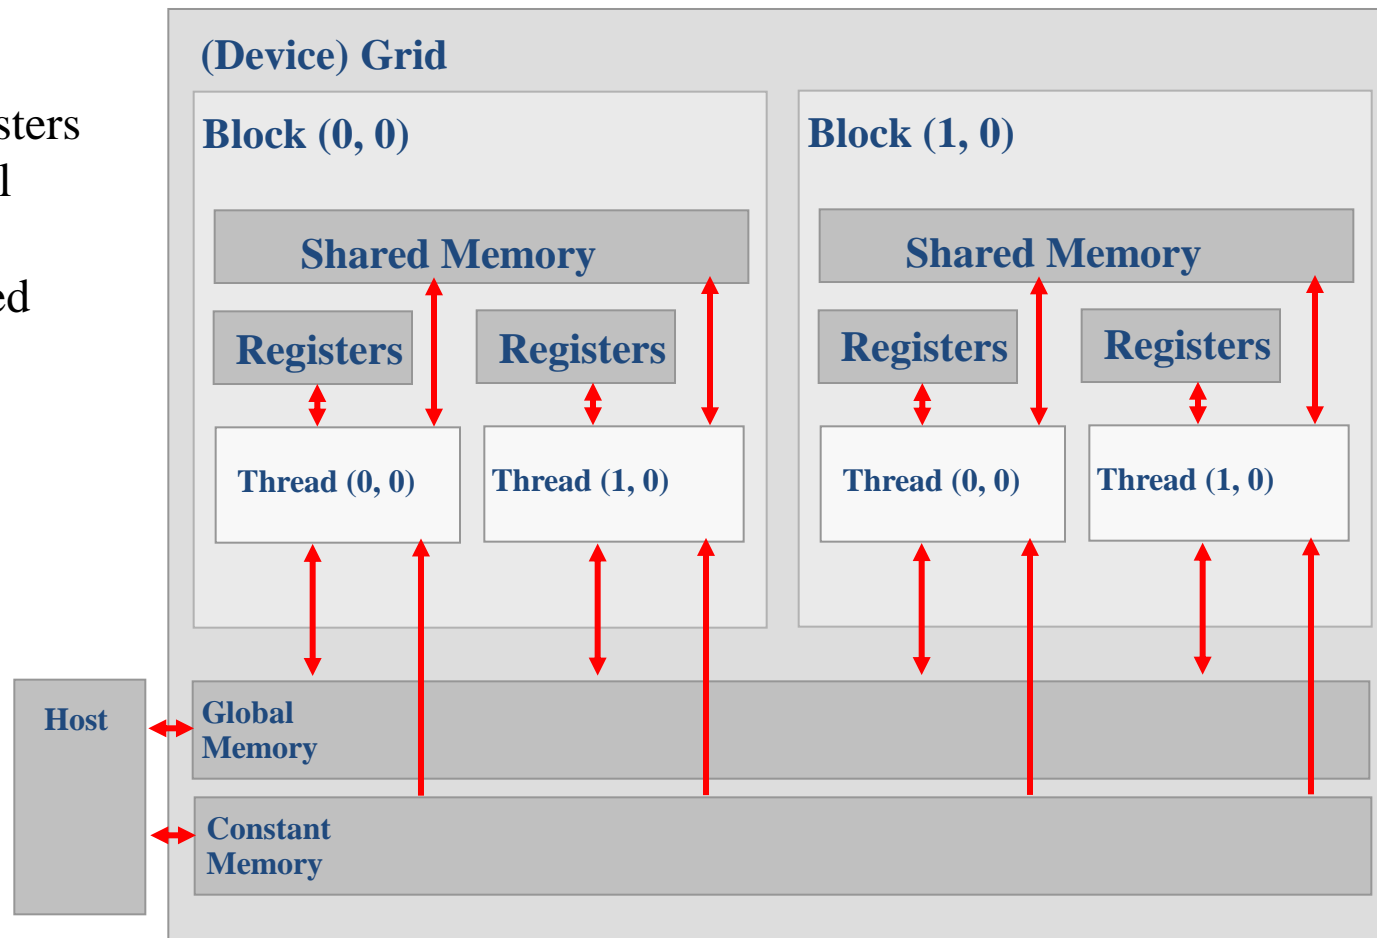 (Device) Grid
sters
l
ed
Block (0, 0)
Shared Memory
Registers
Registers
Thread (0, 0)
Thread (1, 0)
Block (1, 0)
Shared Memory
Registers
Registers
Thread (0, 0)
Thread (1, 0)
Host
Global
Memory
Constant
Memory